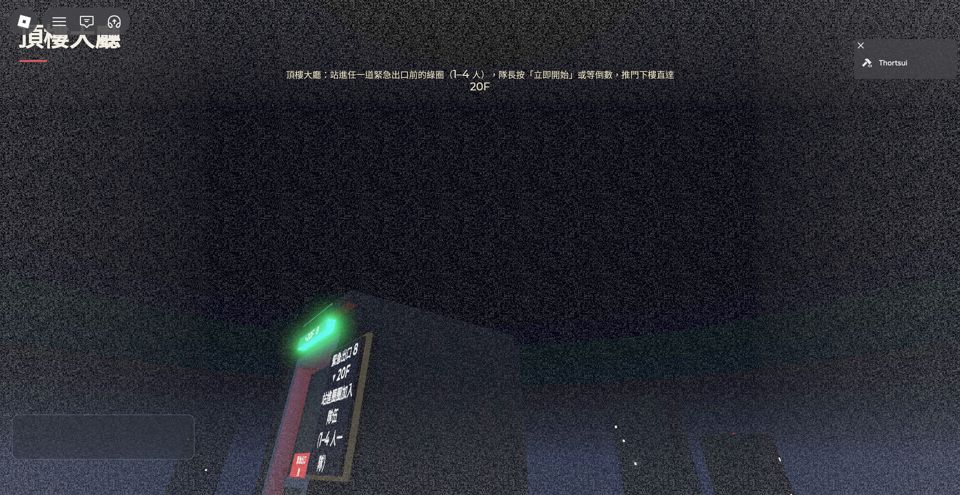 頂樓大廳
頂樓大廳：站進任一道緊急出口前的綠圈（1–4 人），隊長按「立即開始」或等倒數，推門下樓直達
20F
Thortsui
緊急出口 8
▼ 20F
站進圈圈加入
隊伍
(1–4 人一
隊)